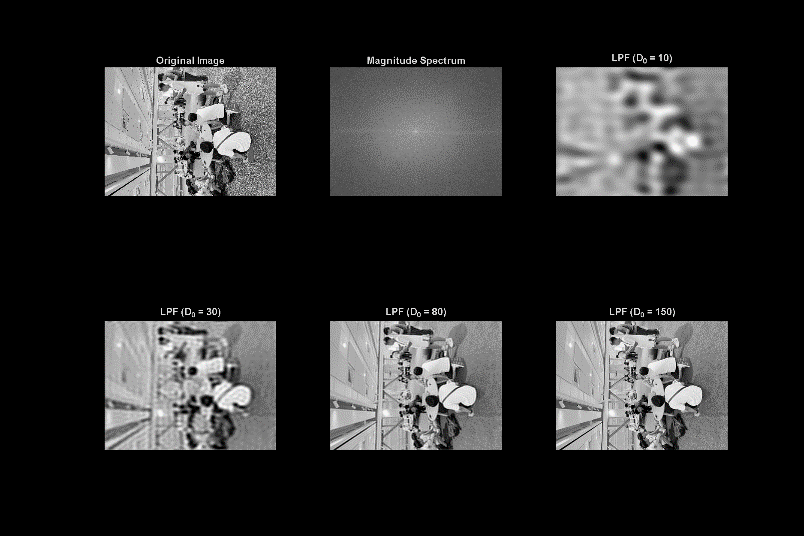 Original Image
Magnitude Spectrum
LPF (D₀ = 10)
LPF (D₀ = 30)
LPF (D₀ = 80)
LPF (D₀ = 150)